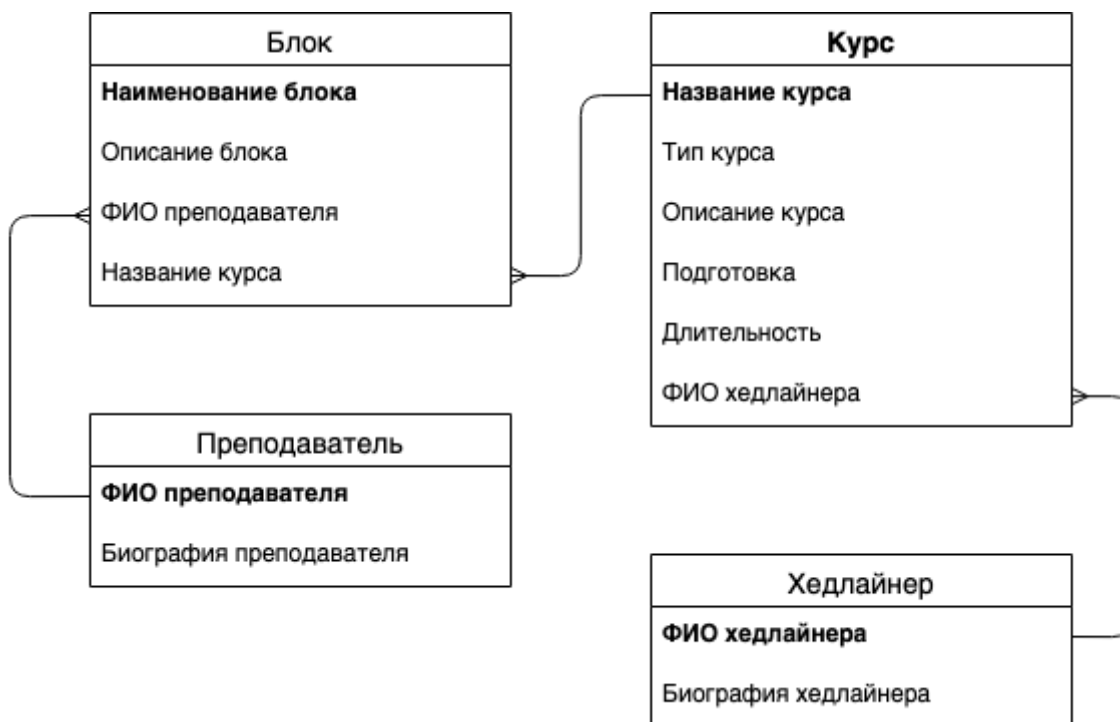 Блок
Наименование блока
Описание блока
ФИО преподавателя
Название курса
Курс
Название курса
Тип курса
Описание курса
Подготовка
Длительность
ФИО хедлайнера
Преподаватель
ФИО преподавателя
Биография преподавателя
Хедлайнер
ФИО хедлайнера
Биография хедлайнера